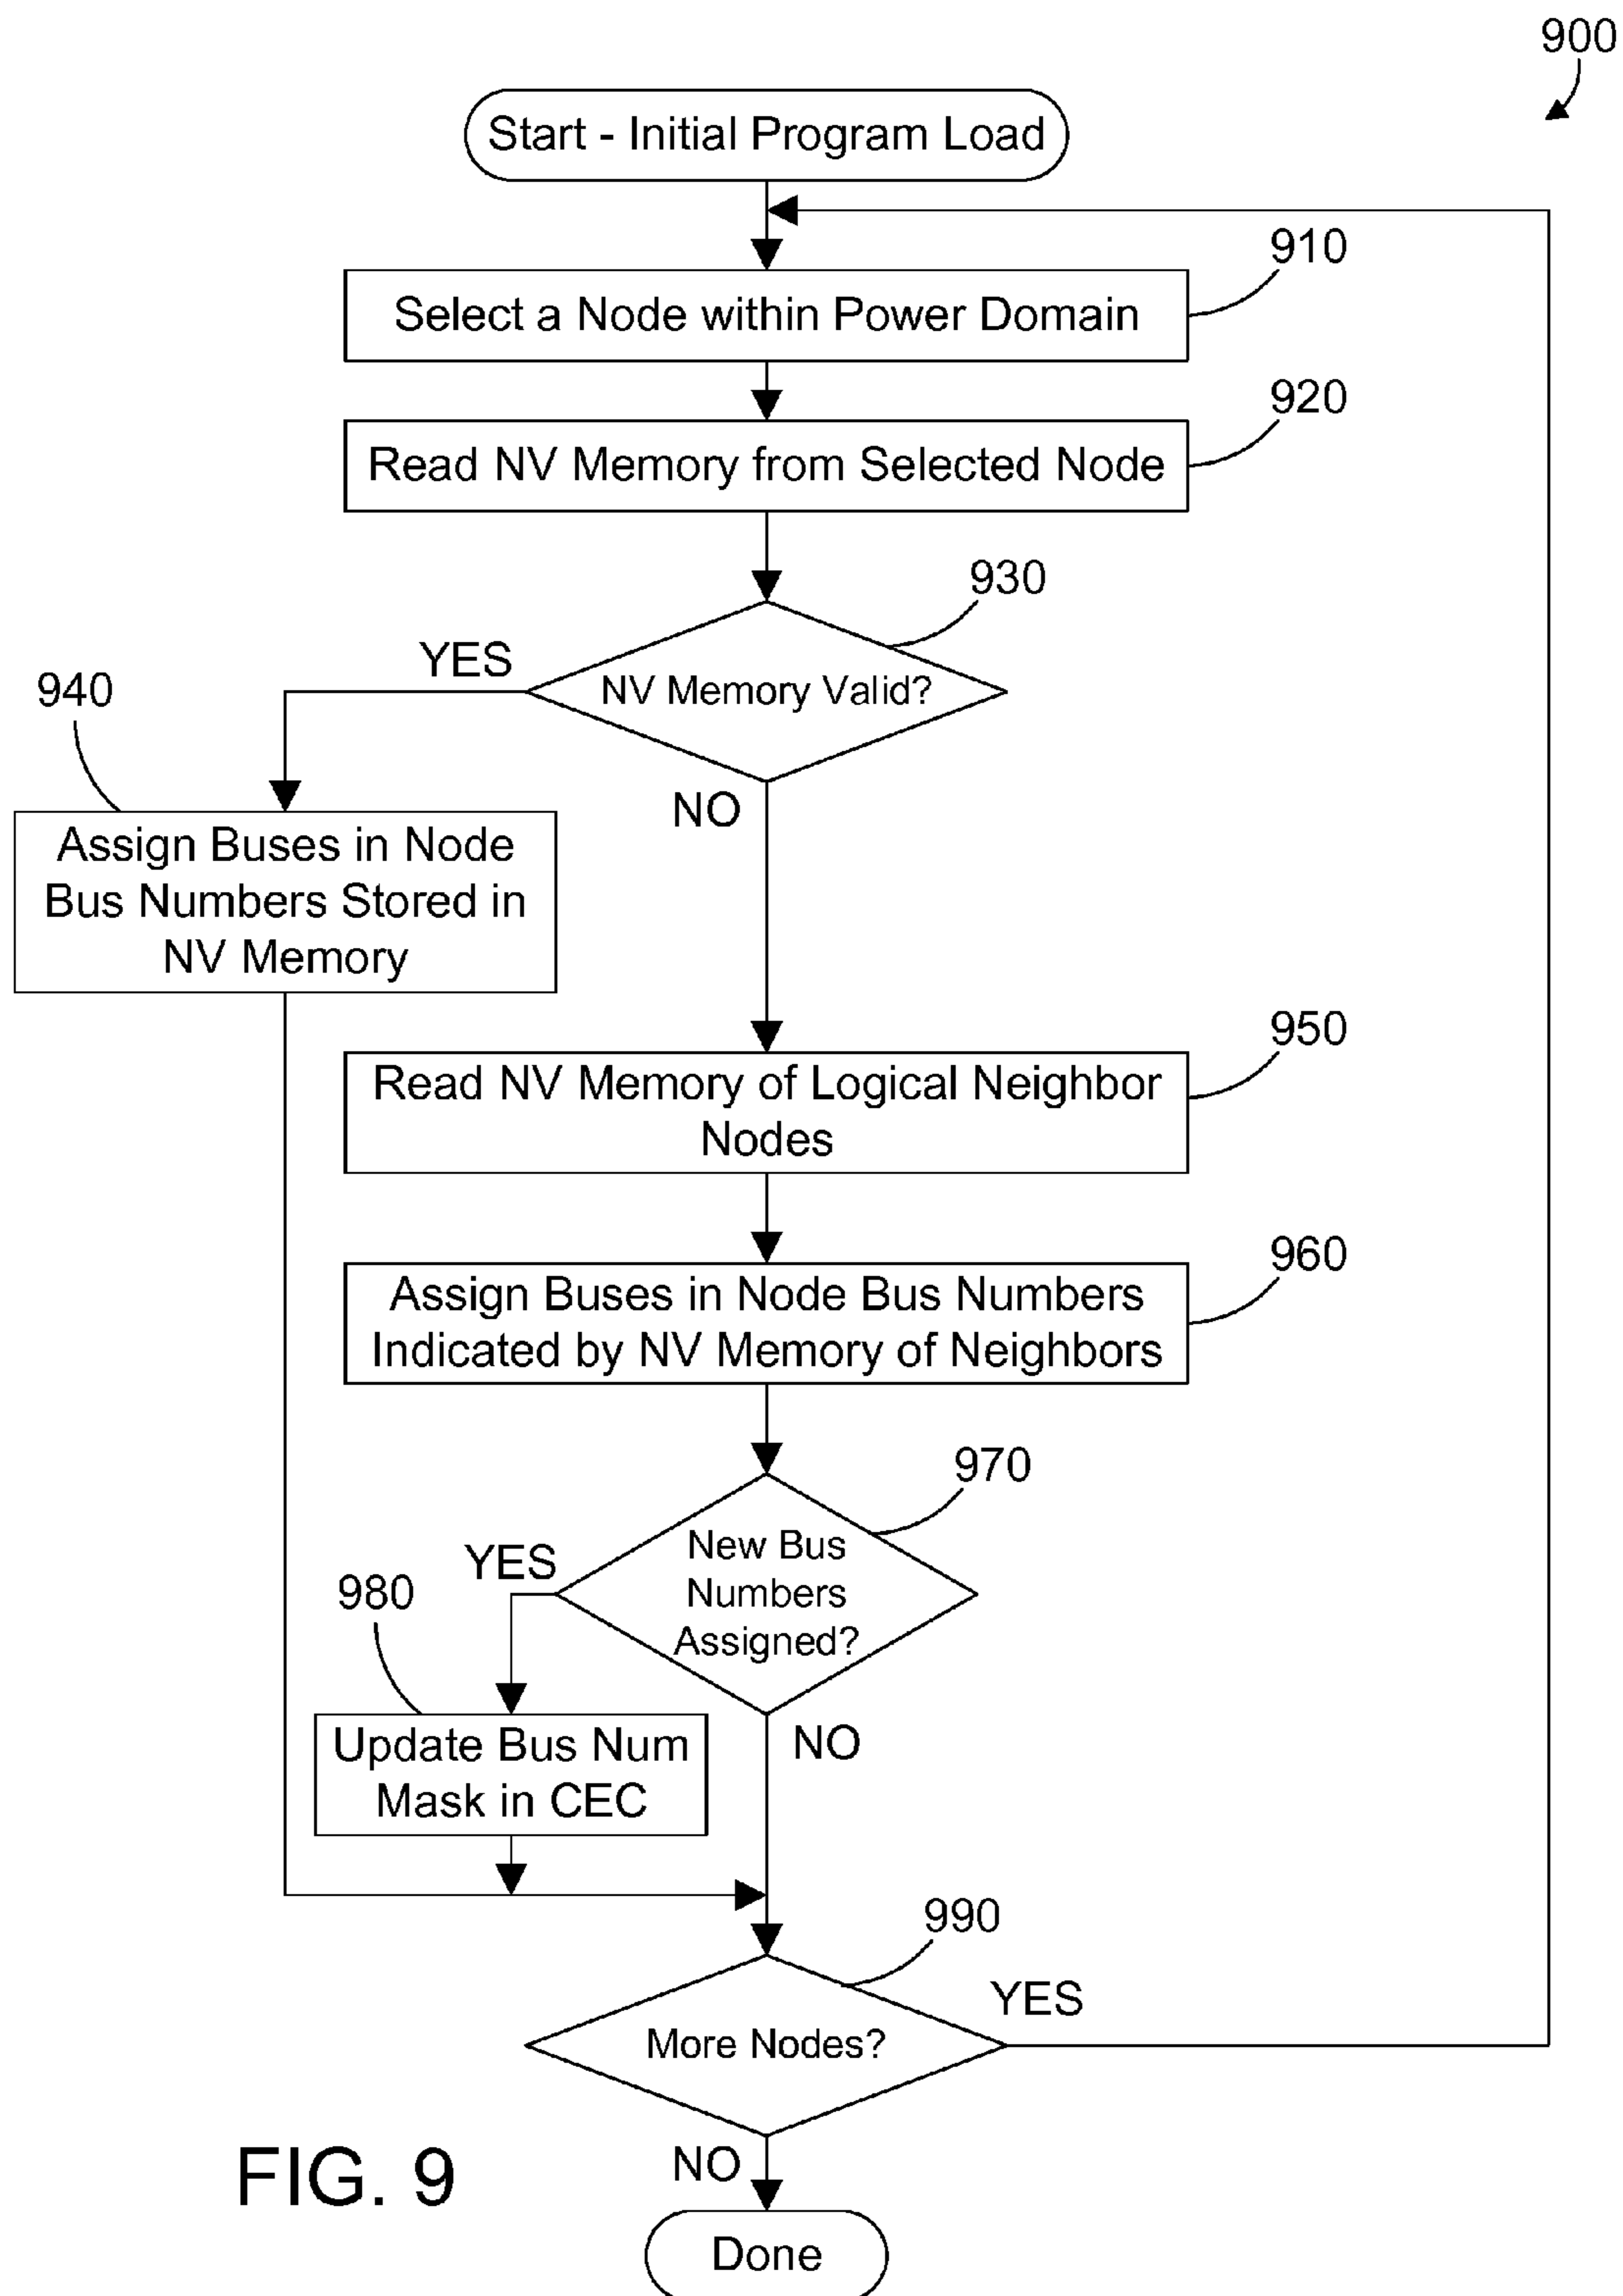 900
Start - Initial Program Load
910
Select a Node within Power Domain
920
Read NV Memory from Selected Node
930
YES
NV Memory Valid?
940
NO
Assign Buses in Node
Bus Numbers Stored in
NV Memory
950
Read NV Memory of Logical Neighbor
Nodes
960
Assign Buses in Node Bus Numbers
Indicated by NV Memory of Neighbors
970
New Bus
Numbers
Assigned?
YES
980
NO
Update Bus Num
Mask in CEC
990
YES
More Nodes?
NO
FIG. 9
Done